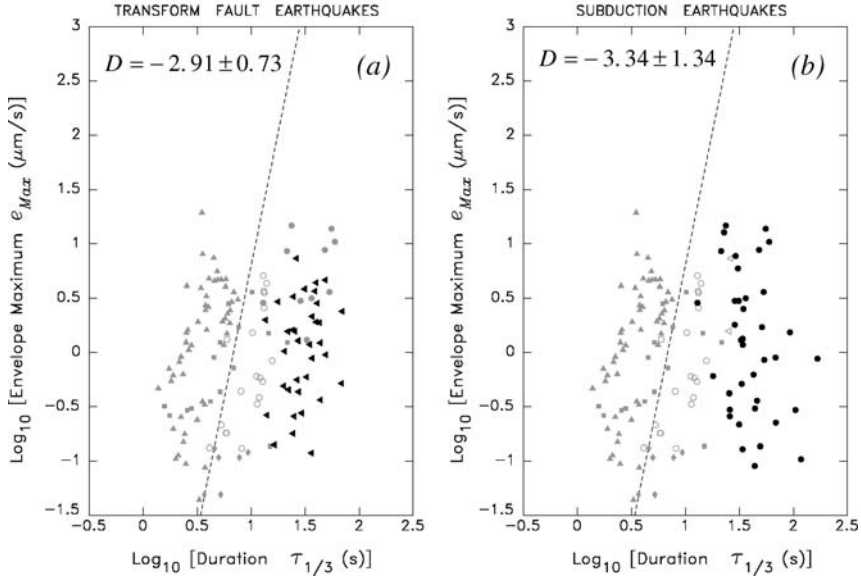 TRANSFORM FAULT EARTHQUAKES
D = −2.91±0.73
(a)
Log10 [Envelope Maximum eMax (μm/s)]
3
2.5
2
1.5
1
0.5
0
−0.5
−1
−1.5
−0.5 0 0.5 1.0 1.5 2.0 2.5
Log10 [Duration τ1/3 (s)]
SUBDUCTION EARTHQUAKES
D = −3.34±1.34
(b)
Log10 [Envelope Maximum eMax (μm/s)]
3
2.5
2
1.5
1
0.5
0
−0.5
−1
−1.5
−0.5 0 0.5 1.0 1.5 2.0 2.5
Log10 [Duration τ1/3 (s)]